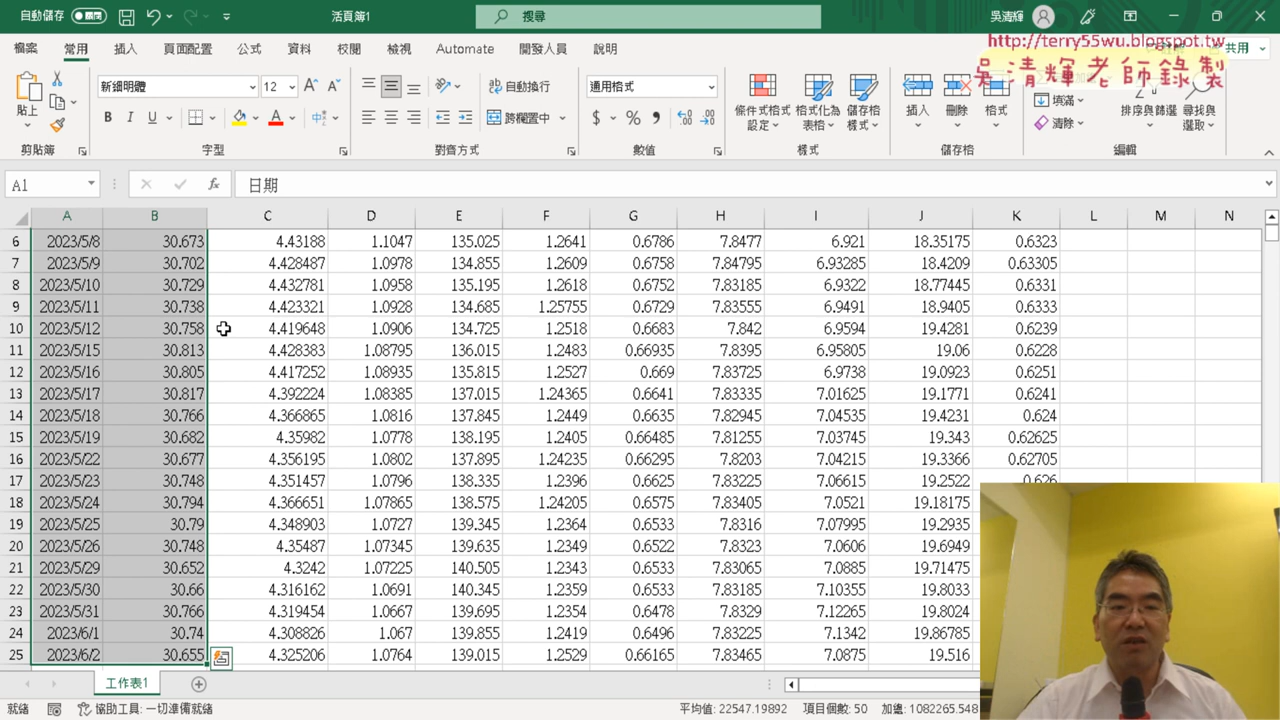 自動儲存 活頁簿1 搜尋 吳清輝
http://terry55wu.blogspot.tw
吳清輝老師錄製
檔案 常用 插入 頁面配置 公式 資料 校閱 檢視 Automate 開發人員 說明 共用
貼上 新細明體 12 自動換行 通用格式 條件式格式設定 格式化為表格 儲存格樣式 插入 刪除 格式 填滿 清除 排序與篩選 尋找與選取
B I U 跨欄置中 $ %
剪貼簿 字型 對齊方式 數值 樣式 儲存格 編輯
A1 fx 日期
A B C D E F G H I J K L M N
6 2023/5/8 30.673 4.43188 1.1047 135.025 1.2641 0.6786 7.8477 6.921 18.35175 0.6323
7 2023/5/9 30.702 4.428487 1.0978 134.855 1.2609 0.6758 7.84795 6.93285 18.4209 0.63305
8 2023/5/10 30.729 4.432781 1.0958 135.195 1.2618 0.6752 7.83185 6.9322 18.77445 0.6331
9 2023/5/11 30.738 4.423321 1.0928 134.685 1.25755 0.6729 7.83555 6.9491 18.9405 0.6333
10 2023/5/12 30.758 4.419648 1.0906 134.725 1.2518 0.6683 7.842 6.9594 19.4281 0.6239
11 2023/5/15 30.813 4.428383 1.08795 136.015 1.2483 0.66935 7.8395 6.95805 19.06 0.6228
12 2023/5/16 30.805 4.417252 1.08935 135.815 1.2527 0.669 7.83725 6.9738 19.0923 0.6251
13 2023/5/17 30.817 4.392224 1.08385 137.015 1.24365 0.6641 7.83335 7.01625 19.1771 0.6241
14 2023/5/18 30.766 4.366865 1.0816 137.845 1.2449 0.6635 7.82945 7.04535 19.4231 0.624
15 2023/5/19 30.682 4.35982 1.0778 138.195 1.2405 0.66485 7.81255 7.03745 19.343 0.62625
16 2023/5/22 30.677 4.356195 1.0802 137.895 1.24235 0.66295 7.8203 7.04215 19.3366 0.62705
17 2023/5/23 30.748 4.351457 1.0796 138.335 1.2396 0.6625 7.83225 7.06615 19.2522 0.626
18 2023/5/24 30.794 4.366651 1.07865 138.575 1.24205 0.6575 7.83405 7.0521 19.18175
19 2023/5/25 30.79 4.348903 1.0727 139.345 1.2364 0.6533 7.8316 7.07995 19.2935
20 2023/5/26 30.748 4.35487 1.07345 139.635 1.2349 0.6522 7.8323 7.0606 19.6949
21 2023/5/29 30.652 4.3242 1.07225 140.505 1.2343 0.6533 7.83065 7.0885 19.71475
22 2023/5/30 30.66 4.316162 1.0691 140.345 1.2359 0.6533 7.83185 7.10355 19.8033
23 2023/5/31 30.766 4.319454 1.0667 139.695 1.2354 0.6478 7.8329 7.12265 19.8024
24 2023/6/1 30.74 4.308826 1.067 139.855 1.2419 0.6496 7.83225 7.1342 19.86785
25 2023/6/2 30.655 4.325206 1.0764 139.015 1.2529 0.66165 7.83465 7.0875 19.516
工作表1
就緒 協助工具: 一切準備就緒 平均值: 22547.19892 項目個數: 50 加總: 1082265.548